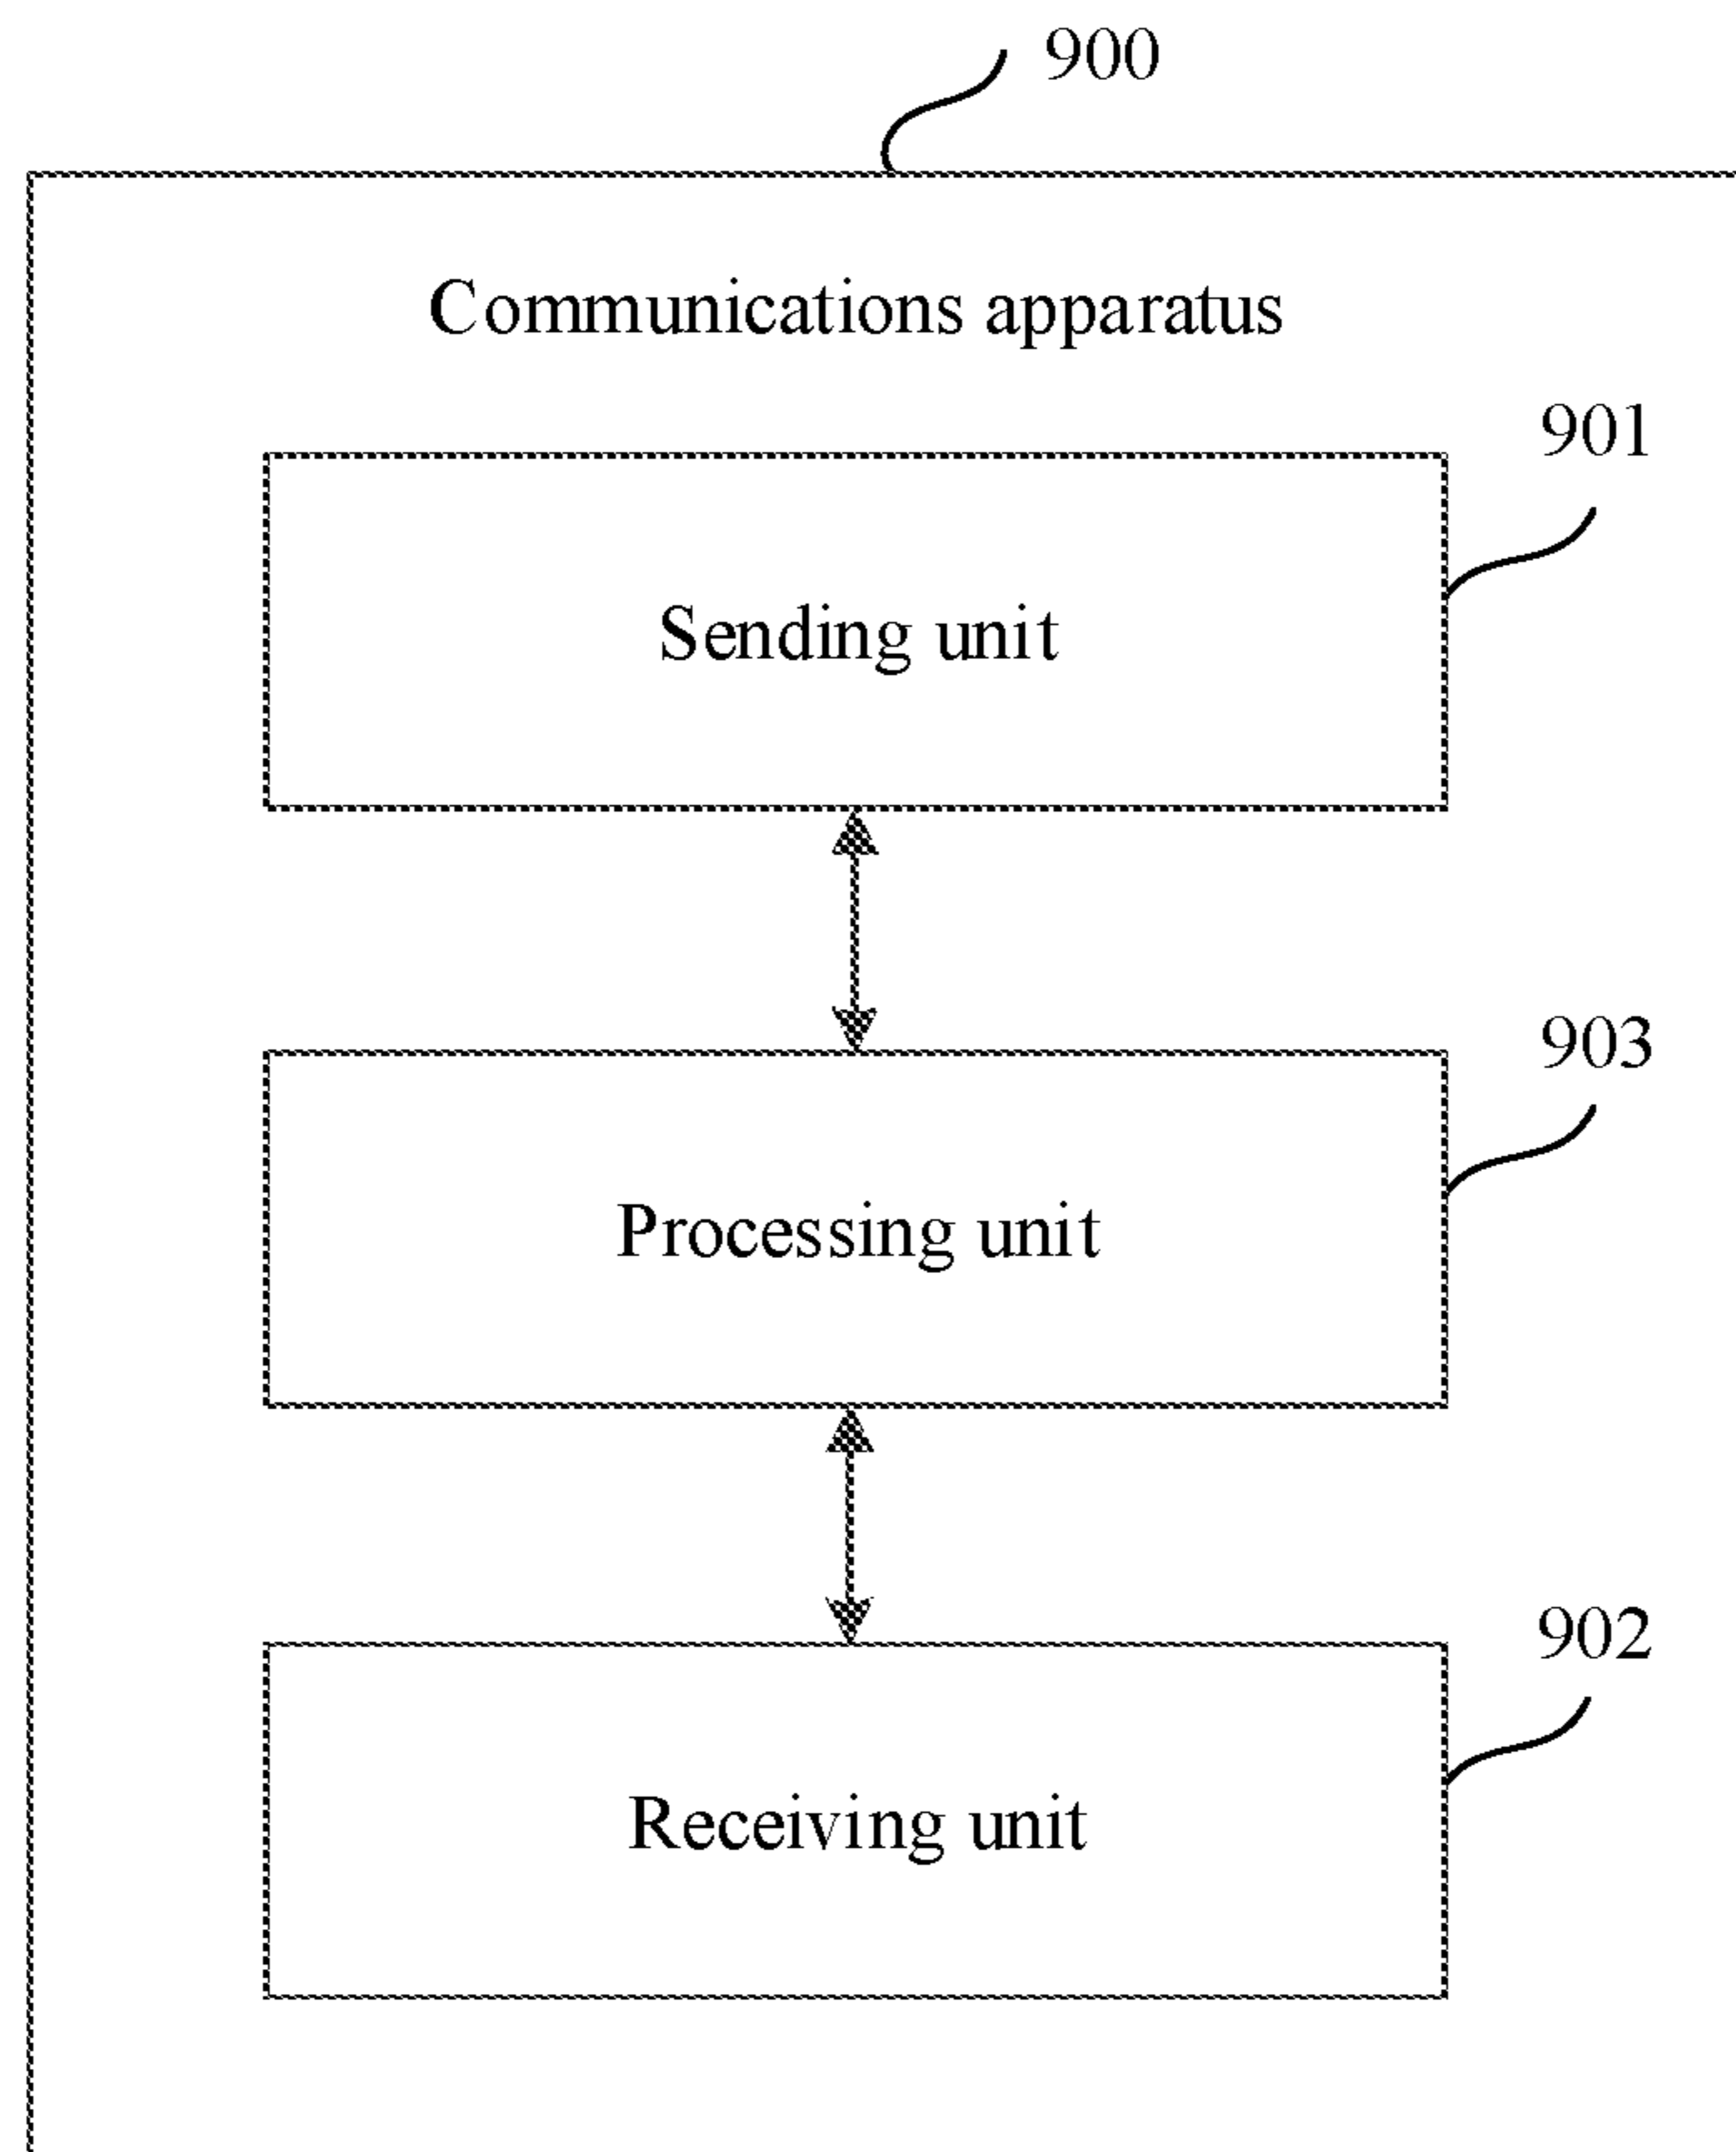 900
Communications apparatus
901
Sending unit
903
Processing unit
902
Receiving unit